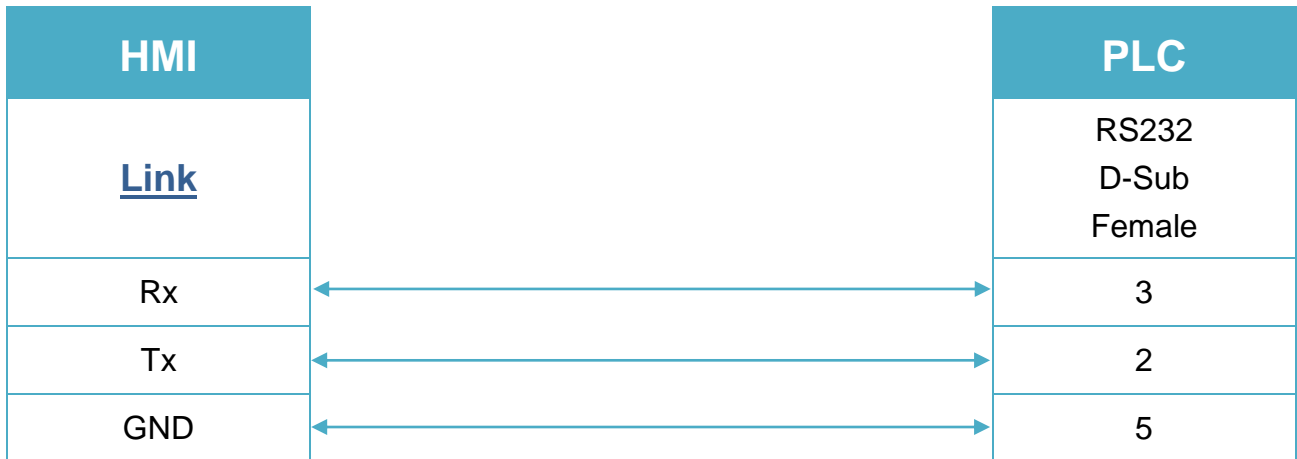 HMI
PLC
Link
RS232
D-Sub
Female
Rx
3
Tx
2
GND
5